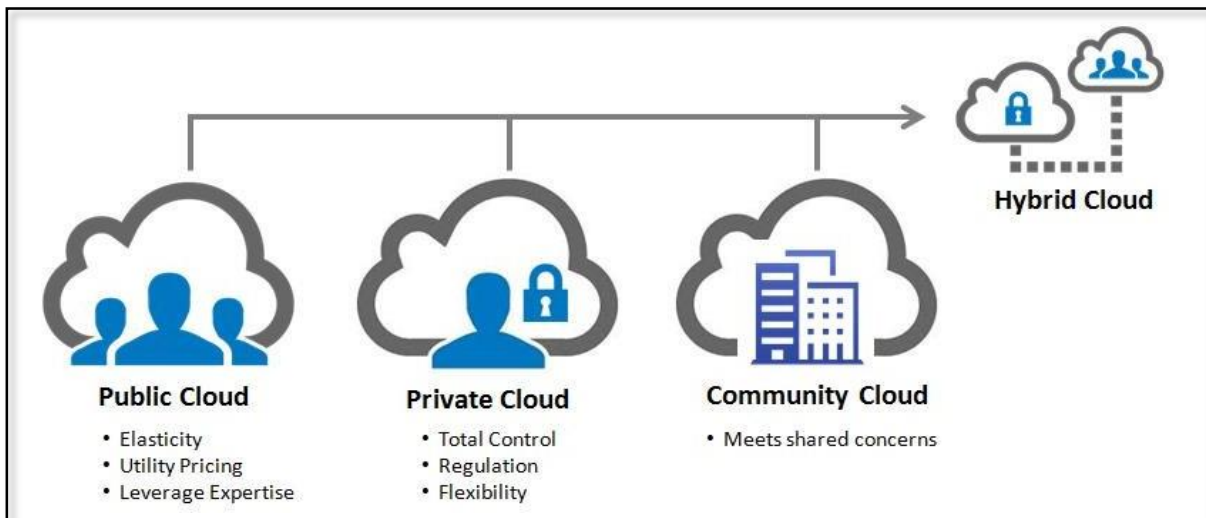 Hybrid Cloud
Public Cloud
• Elasticity
• Utility Pricing
• Leverage Expertise
Private Cloud
• Total Control
• Regulation
• Flexibility
Community Cloud
• Meets shared concerns